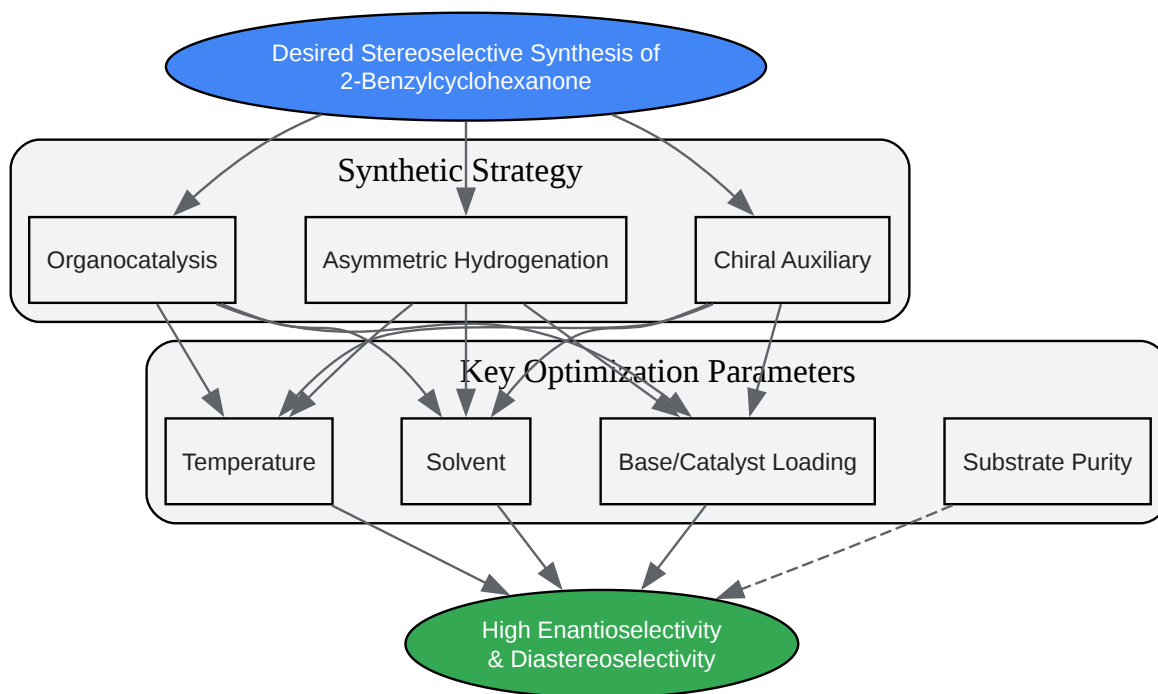 Desired Stereoselective Synthesis of
2-Benzylcyclohexanone
Synthetic Strategy
Organocatalysis
Asymmetric Hydrogenation
Chiral Auxiliary
Key Optimization Parameters
Temperature
Solvent
Base/Catalyst Loading
Substrate Purity
High Enantioselectivity
& Diastereoselectivity